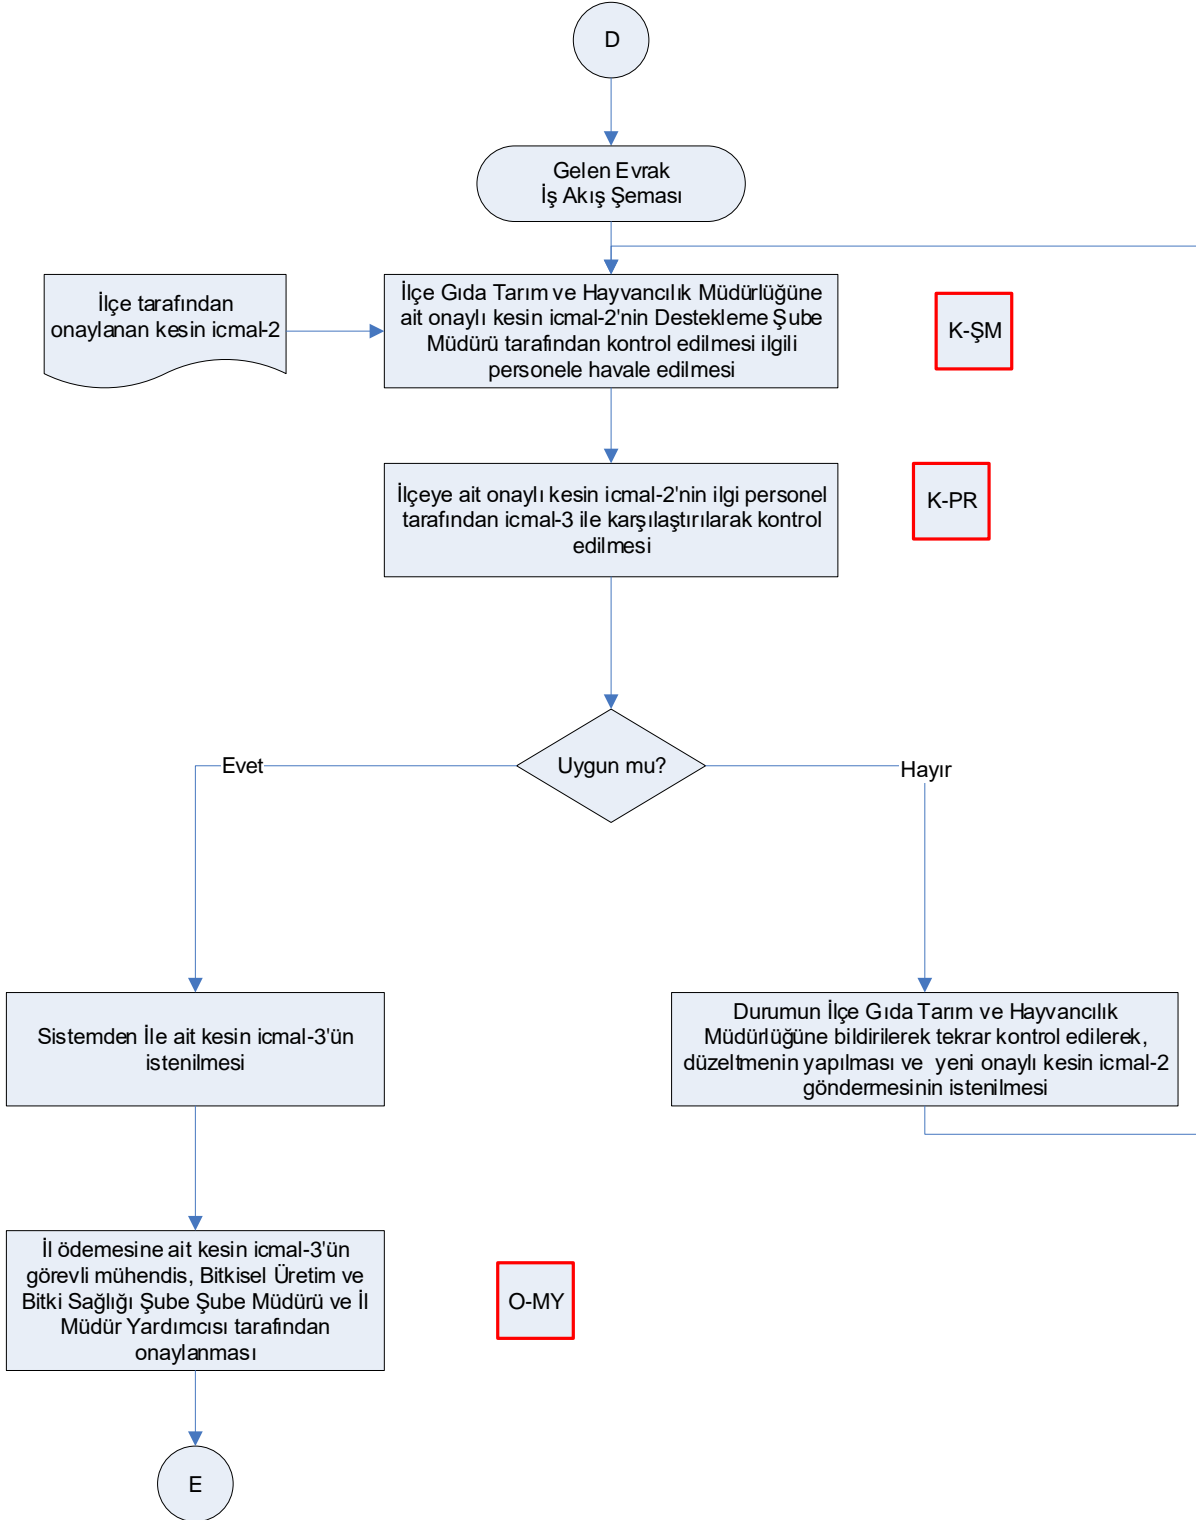 D
Gelen Evrak
İş Akış Şeması
İlçe tarafından
onaylanan kesin icmal-2
İlçe Gıda Tarım ve Hayvancılık Müdürlüğüne
ait onaylı kesin icmal-2'nin Destekleme Şube
Müdürü tarafından kontrol edilmesi ilgili
personele havale edilmesi
K-ŞM
İlçeye ait onaylı kesin icmal-2'nin ilgi personel
tarafından icmal-3 ile karşılaştırılarak kontrol
edilmesi
K-PR
Evet
Uygun mu?
Hayır
Sistemden İle ait kesin icmal-3'ün
istenilmesi
Durumun İlçe Gıda Tarım ve Hayvancılık
Müdürlüğüne bildirilerek tekrar kontrol edilerek,
düzeltmenin yapılması ve  yeni onaylı kesin icmal-2
göndermesinin istenilmesi
İl ödemesine ait kesin icmal-3'ün
görevli mühendis, Bitkisel Üretim ve
Bitki Sağlığı Şube Şube Müdürü ve İl
Müdür Yardımcısı tarafından
onaylanması
O-MY
E